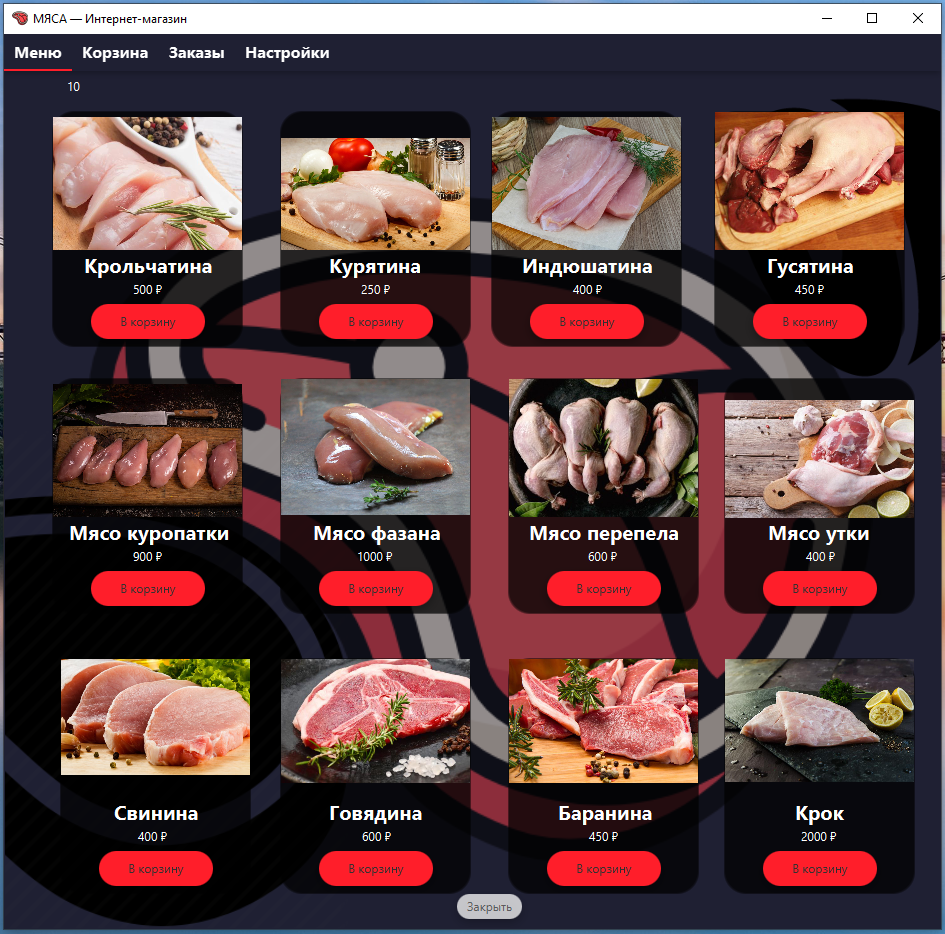 МЯСА — Интернет-магазин
Меню Корзина Заказы Настройки
10
Крольчатина Курятина Индюшатина Гусятина
500 ₽ 250 ₽ 400 ₽ 450 ₽
В корзину В корзину В корзину В корзину
Мясо куропатки Мясо фазана Мясо перепела Мясо утки
900 ₽ 1000 ₽ 600 ₽ 400 ₽
В корзину В корзину В корзину В корзину
Свинина Говядина Баранина Крок
400 ₽ 600 ₽ 450 ₽ 2000 ₽
В корзину В корзину В корзину В корзину
Закрыть